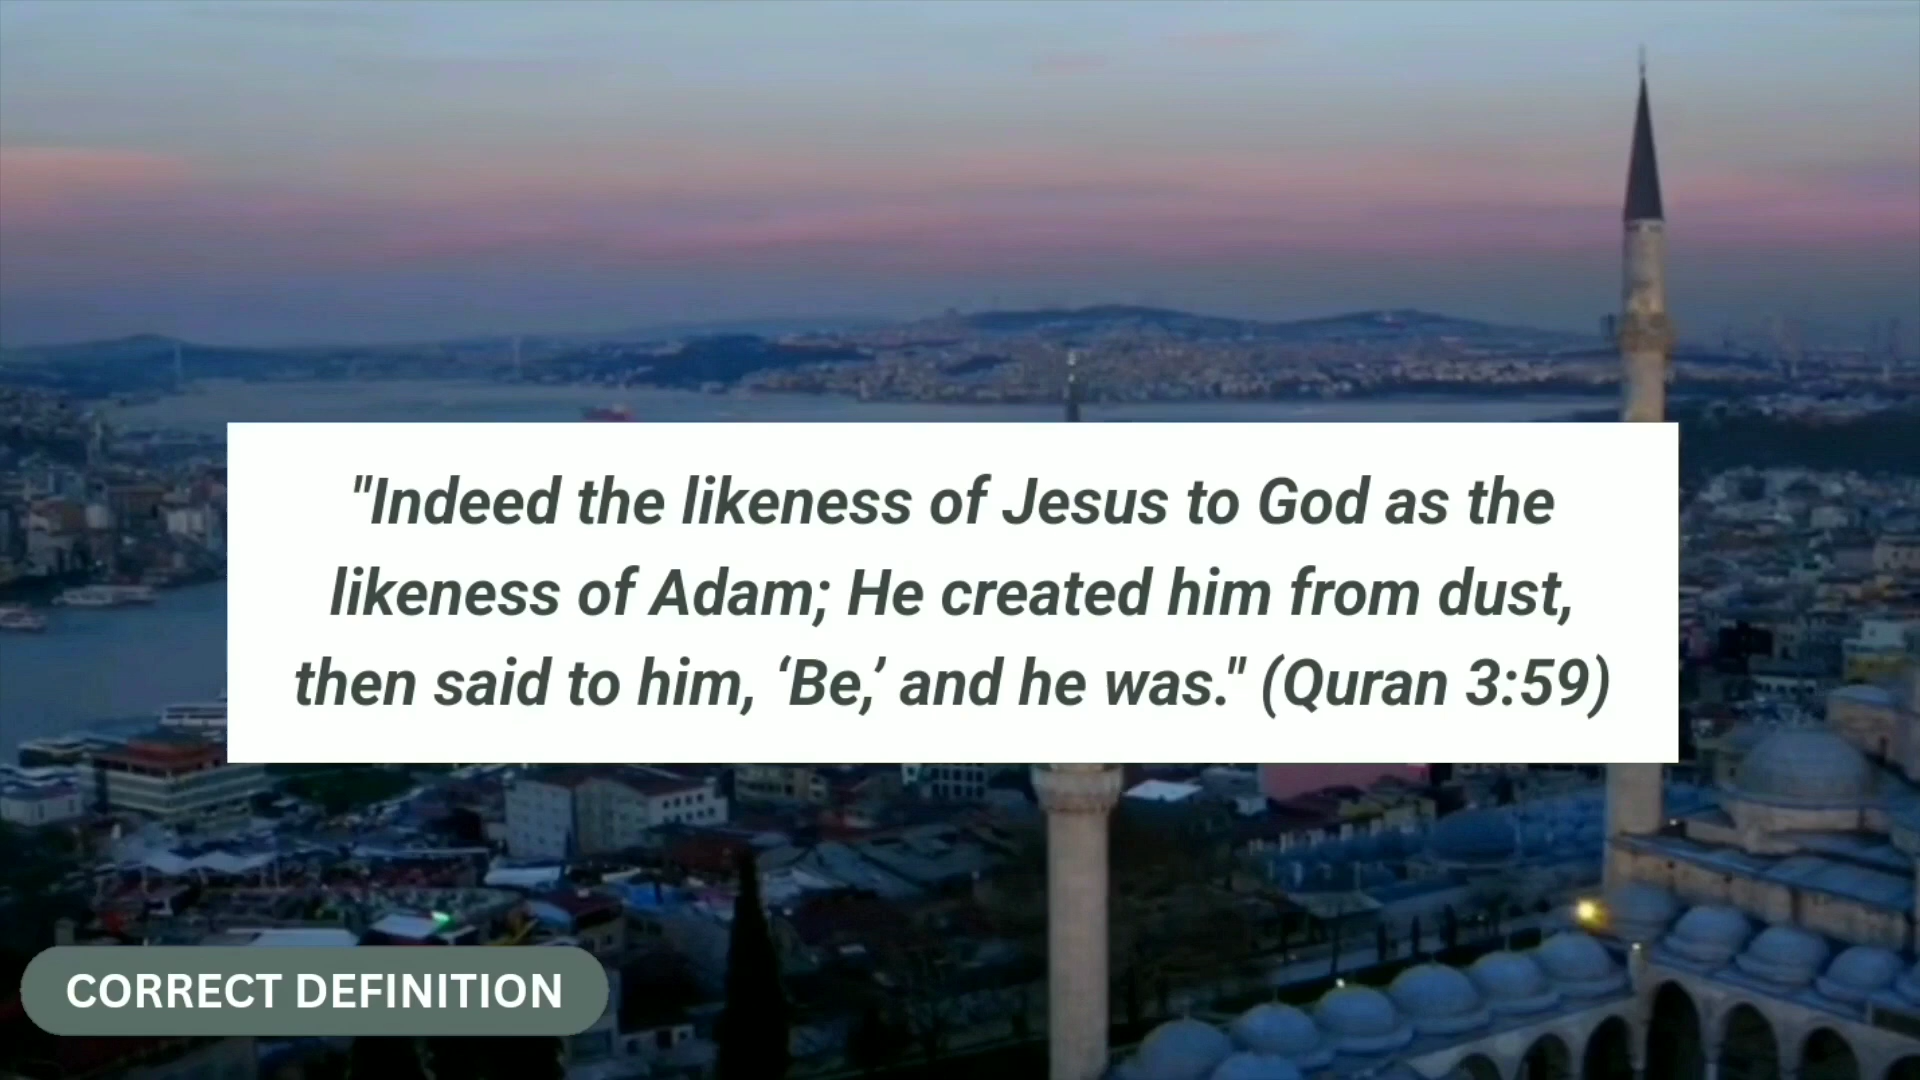 "Indeed the likeness of Jesus to God as the
likeness of Adam; He created him from dust,
then said to him, ‘Be,’ and he was." (Quran 3:59)
CORRECT DEFINITION